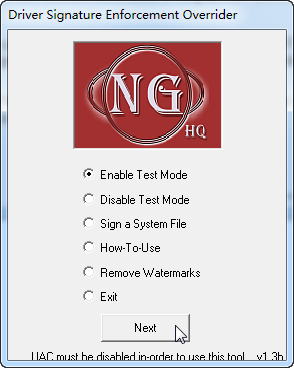 Driver Signature Enforcement Overrider
NG
HQ
Enable Test Mode
Disable Test Mode
Sign a System File
How-To-Use
Remove Watermarks
Exit
Next
UAC must be disabled in-order to use this tool v1.3b